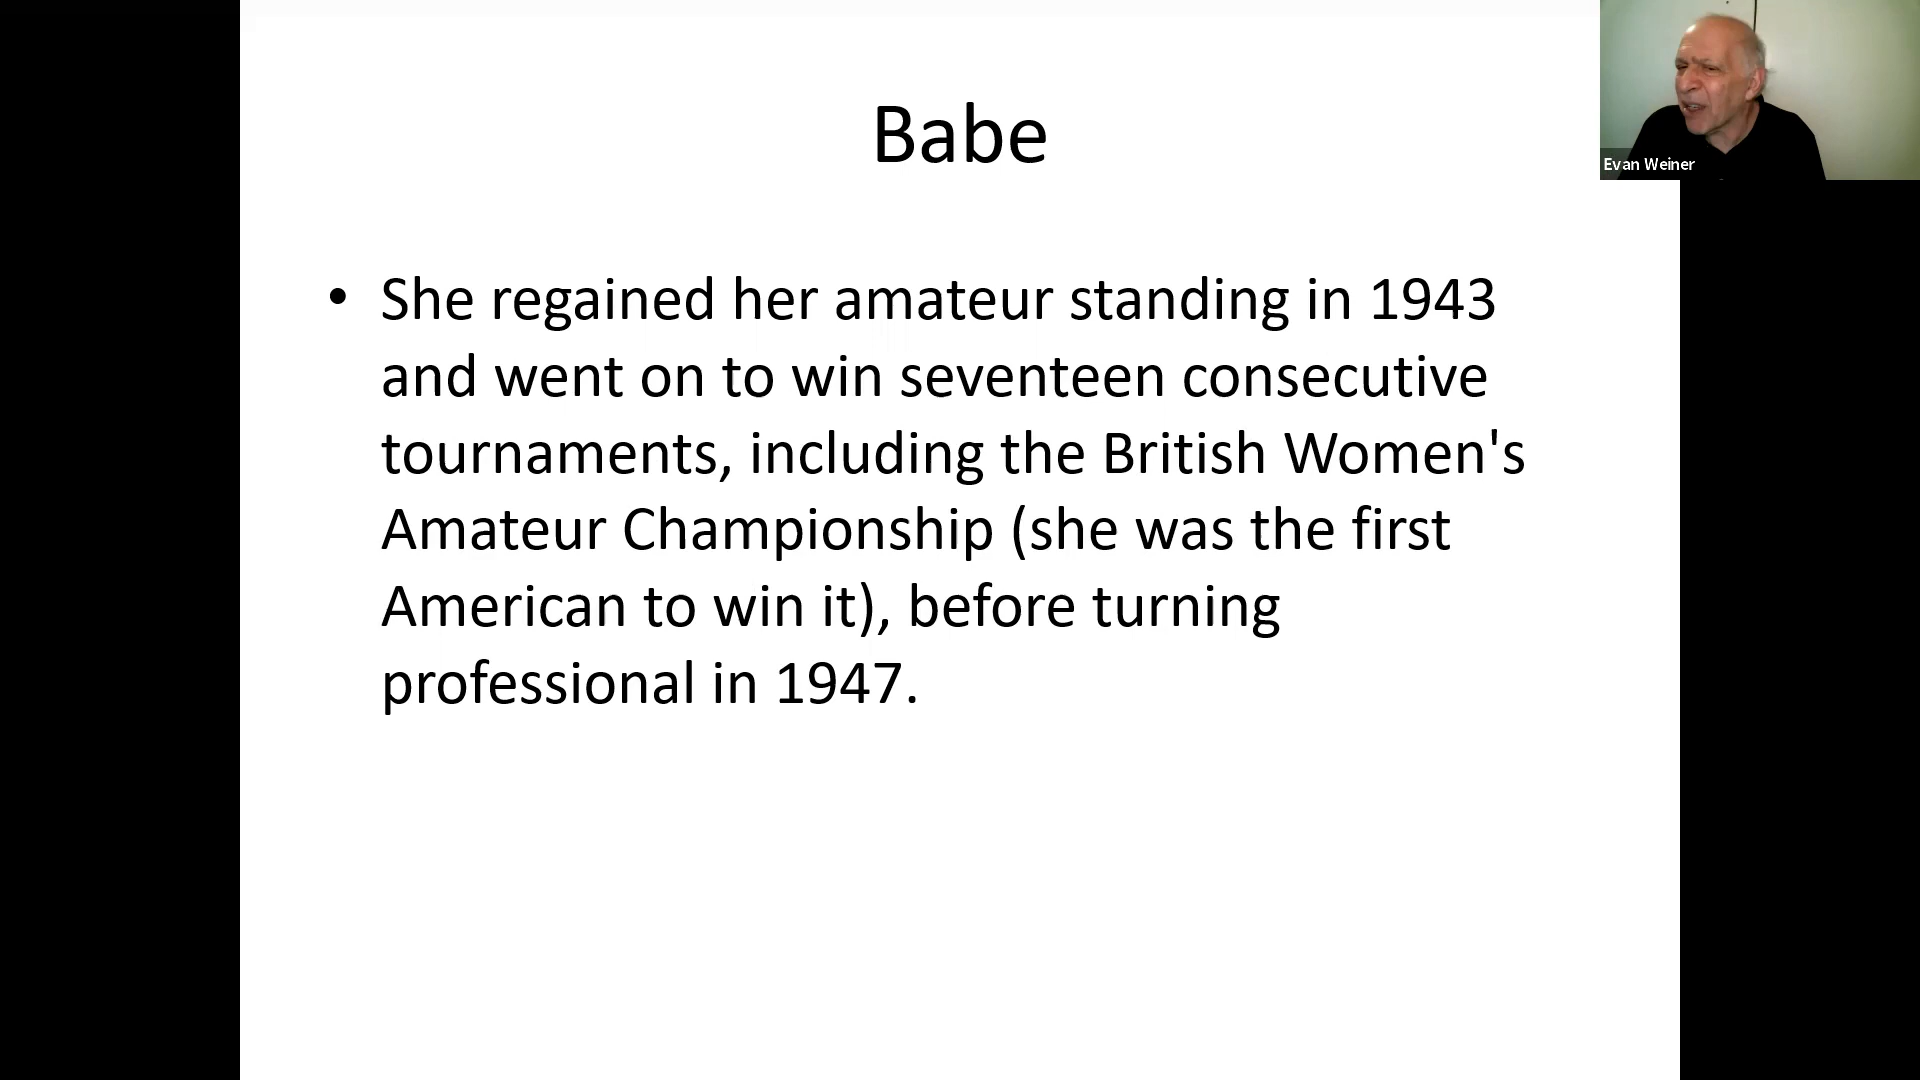 Babe
Evan Weiner
• She regained her amateur standing in 1943
and went on to win seventeen consecutive
tournaments, including the British Women's
Amateur Championship (she was the first
American to win it), before turning
professional in 1947.